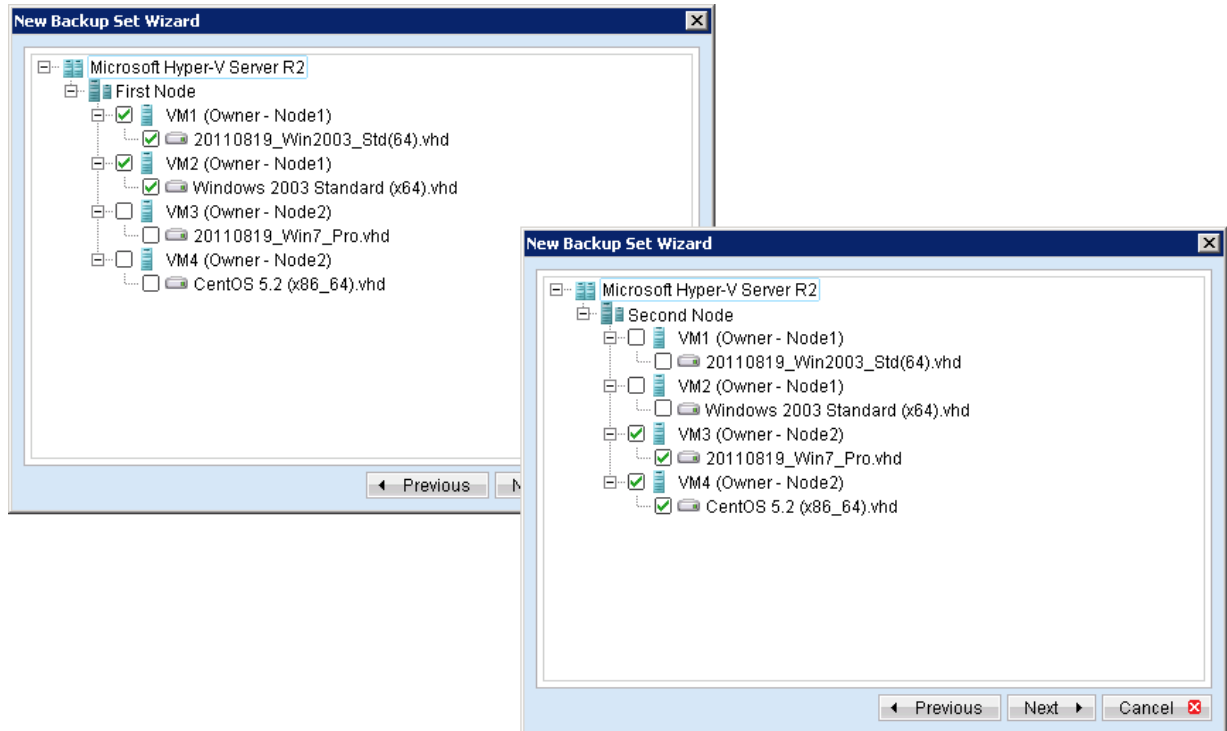 New Backup Set Wizard
Microsoft Hyper-V Server R2
First Node
VM1 (Owner - Node1)
20110819_Win2003_Std(64).vhd
VM2 (Owner - Node1)
Windows 2003 Standard (x64).vhd
VM3 (Owner - Node2)
20110819_Win7_Pro.vhd
VM4 (Owner - Node2)
CentOS 5.2 (x86_64).vhd
Previous
New Backup Set Wizard
Microsoft Hyper-V Server R2
Second Node
VM1 (Owner - Node1)
20110819_Win2003_Std(64).vhd
VM2 (Owner - Node1)
Windows 2003 Standard (x64).vhd
VM3 (Owner - Node2)
20110819_Win7_Pro.vhd
VM4 (Owner - Node2)
CentOS 5.2 (x86_64).vhd
Previous Next Cancel